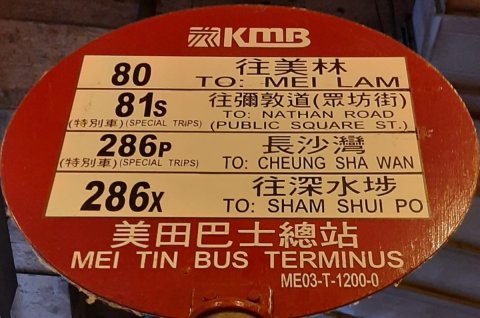 KMB
80 往美林
TO: MEI LAM
81S 往彌敦道(眾坊街)
(特別車) (SPECIAL TRIPS) TO: NATHAN ROAD
(PUBLIC SQUARE ST.)
286P 長沙灣
(特別車) (SPECIAL TRIPS) TO: CHEUNG SHA WAN
286X 往深水埗
TO: SHAM SHUI PO
美田巴士總站
MEI TIN BUS TERMINUS
ME03-T-1200-0